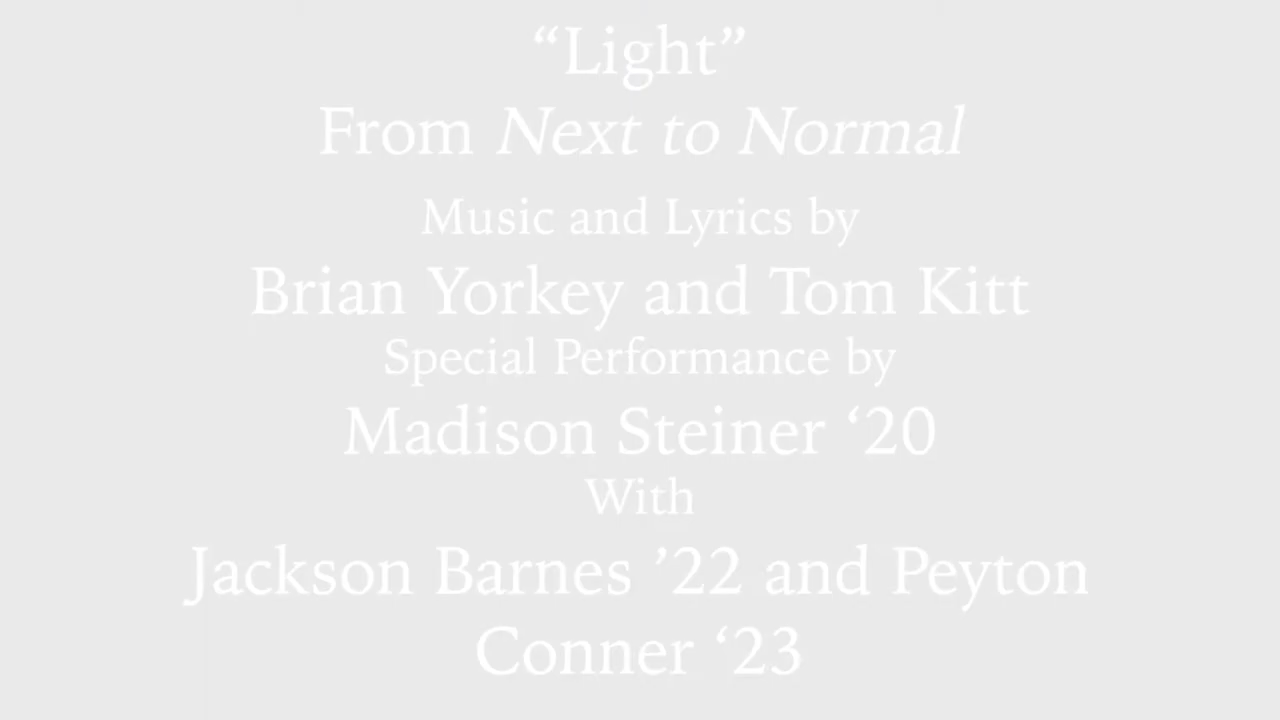 “Light”
From Next to Normal
Music and Lyrics by
Brian Yorkey and Tom Kitt
Special Performance by
Madison Steiner ‘20
With
Jackson Barnes ’22 and Peyton
Conner ‘23